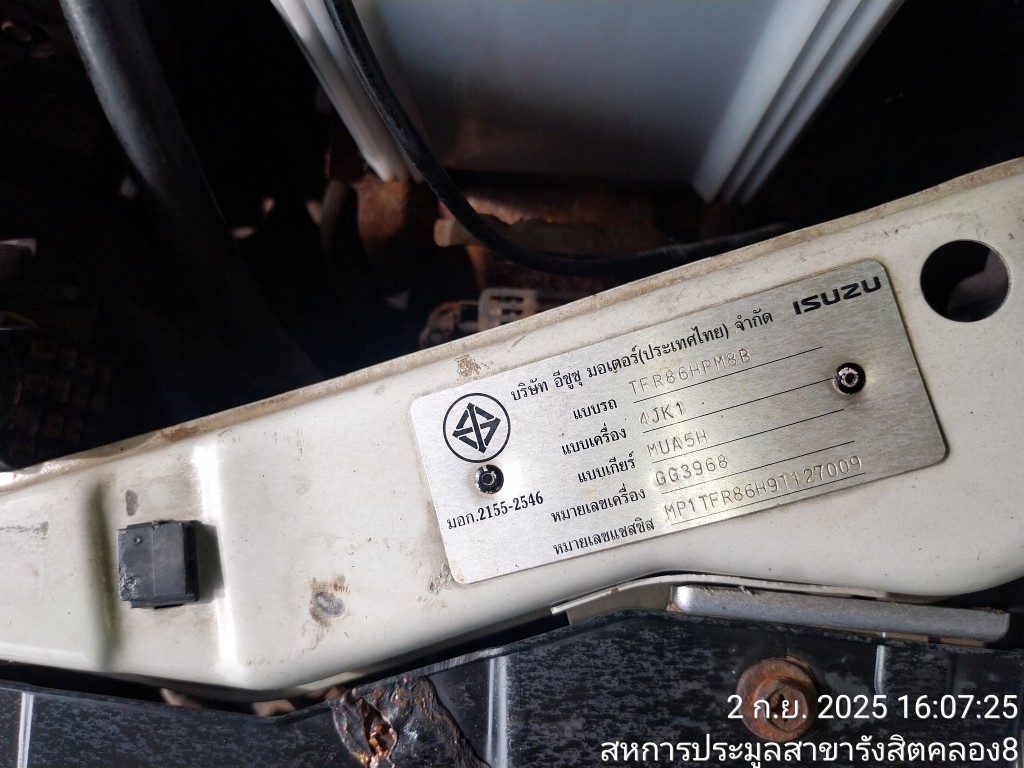 บริษัท อีซูซุ มอเตอร์(ประเทศไทย) จำกัด ISUZU
แบบรถ TFR86HPM8B
แบบเครื่อง 4JK1
แบบเกียร์ MUA5H
หมายเลขเครื่อง GG3968
หมายเลขแชสซิส MP1TFR86H9T127009
มอก.2155-2546
2 ก.ย. 2025 16:07:25
สหการประมูลสาขารังสิตคลอง8